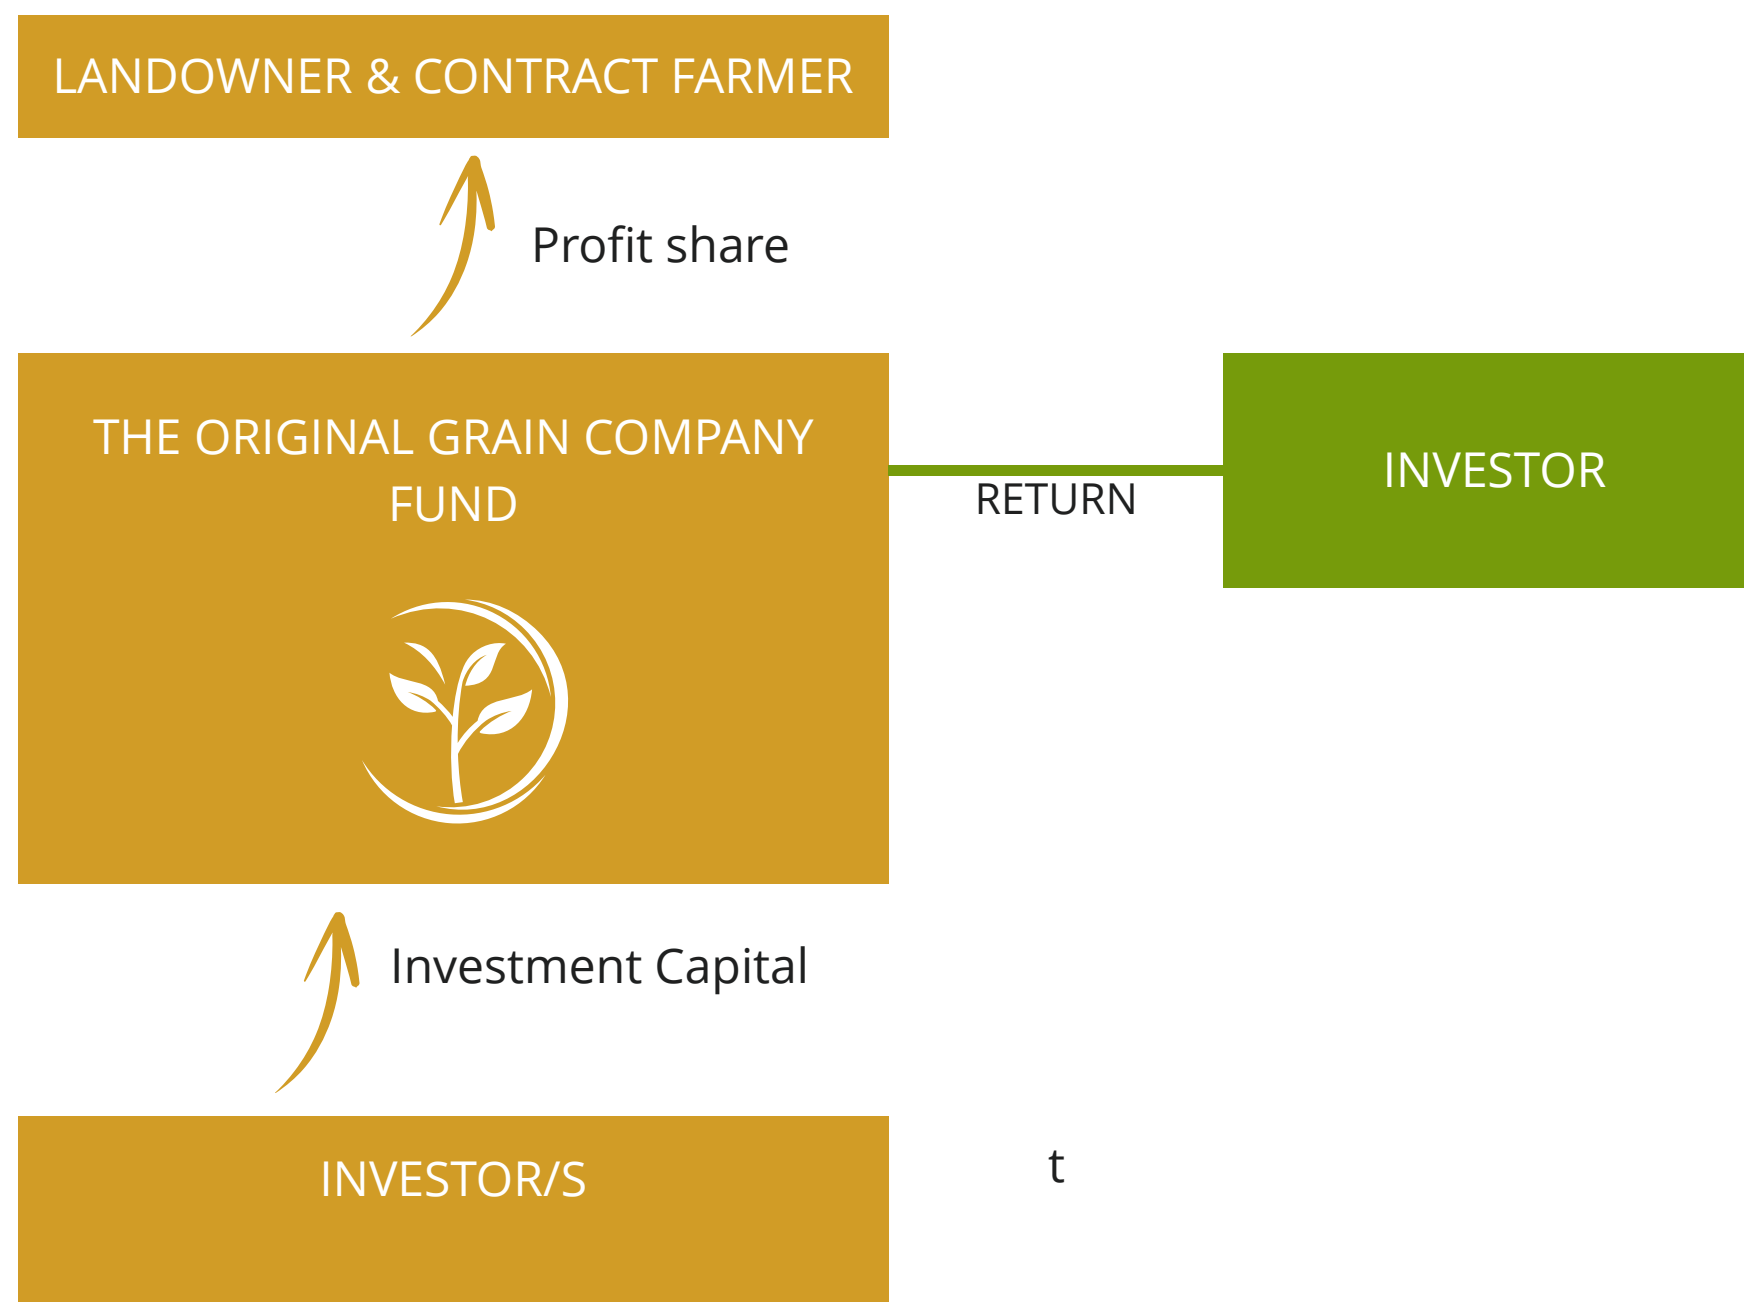 LANDOWNER & CONTRACT FARMER
Profit share
THE ORIGINAL GRAIN COMPANY
FUND
RETURN
INVESTOR
Investment Capital
INVESTOR/S
t